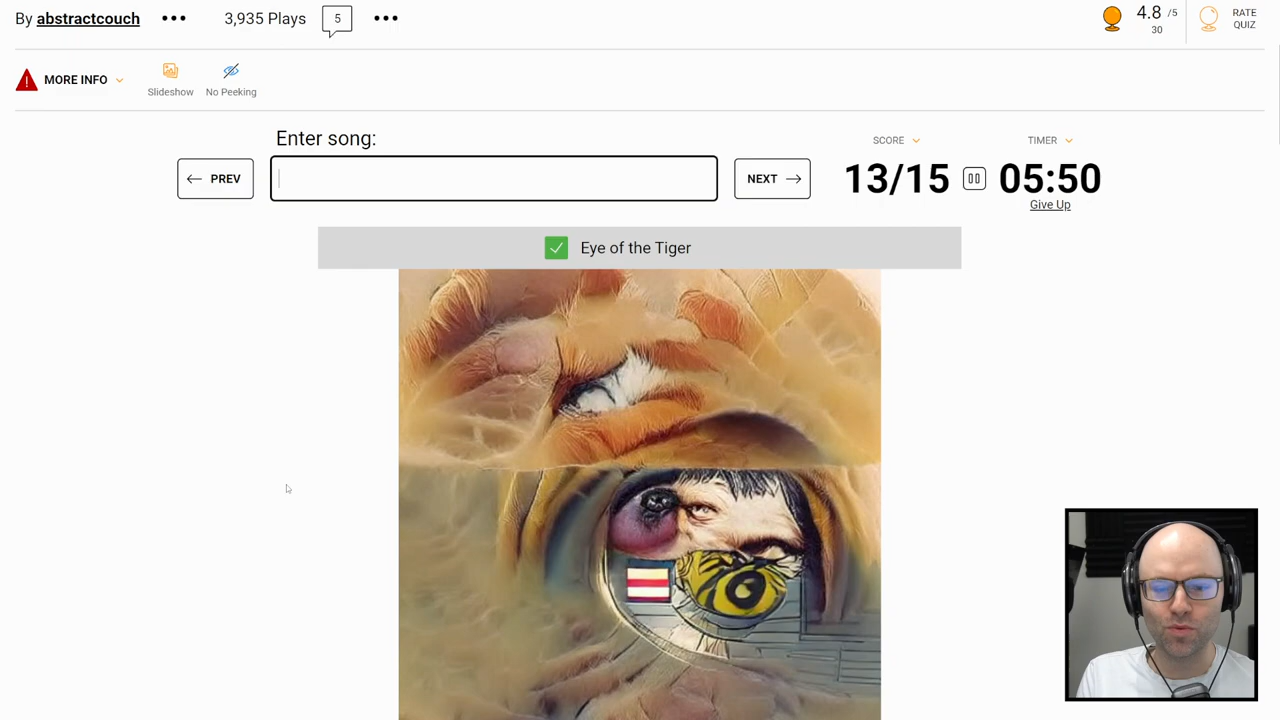 By abstractcouch ••• 3,935 Plays 5 ••• 4.8 /5 30 RATE QUIZ
MORE INFO Slideshow No Peeking
Enter song:
SCORE TIMER
← PREV NEXT → 13/15 05:50
Give Up
Eye of the Tiger